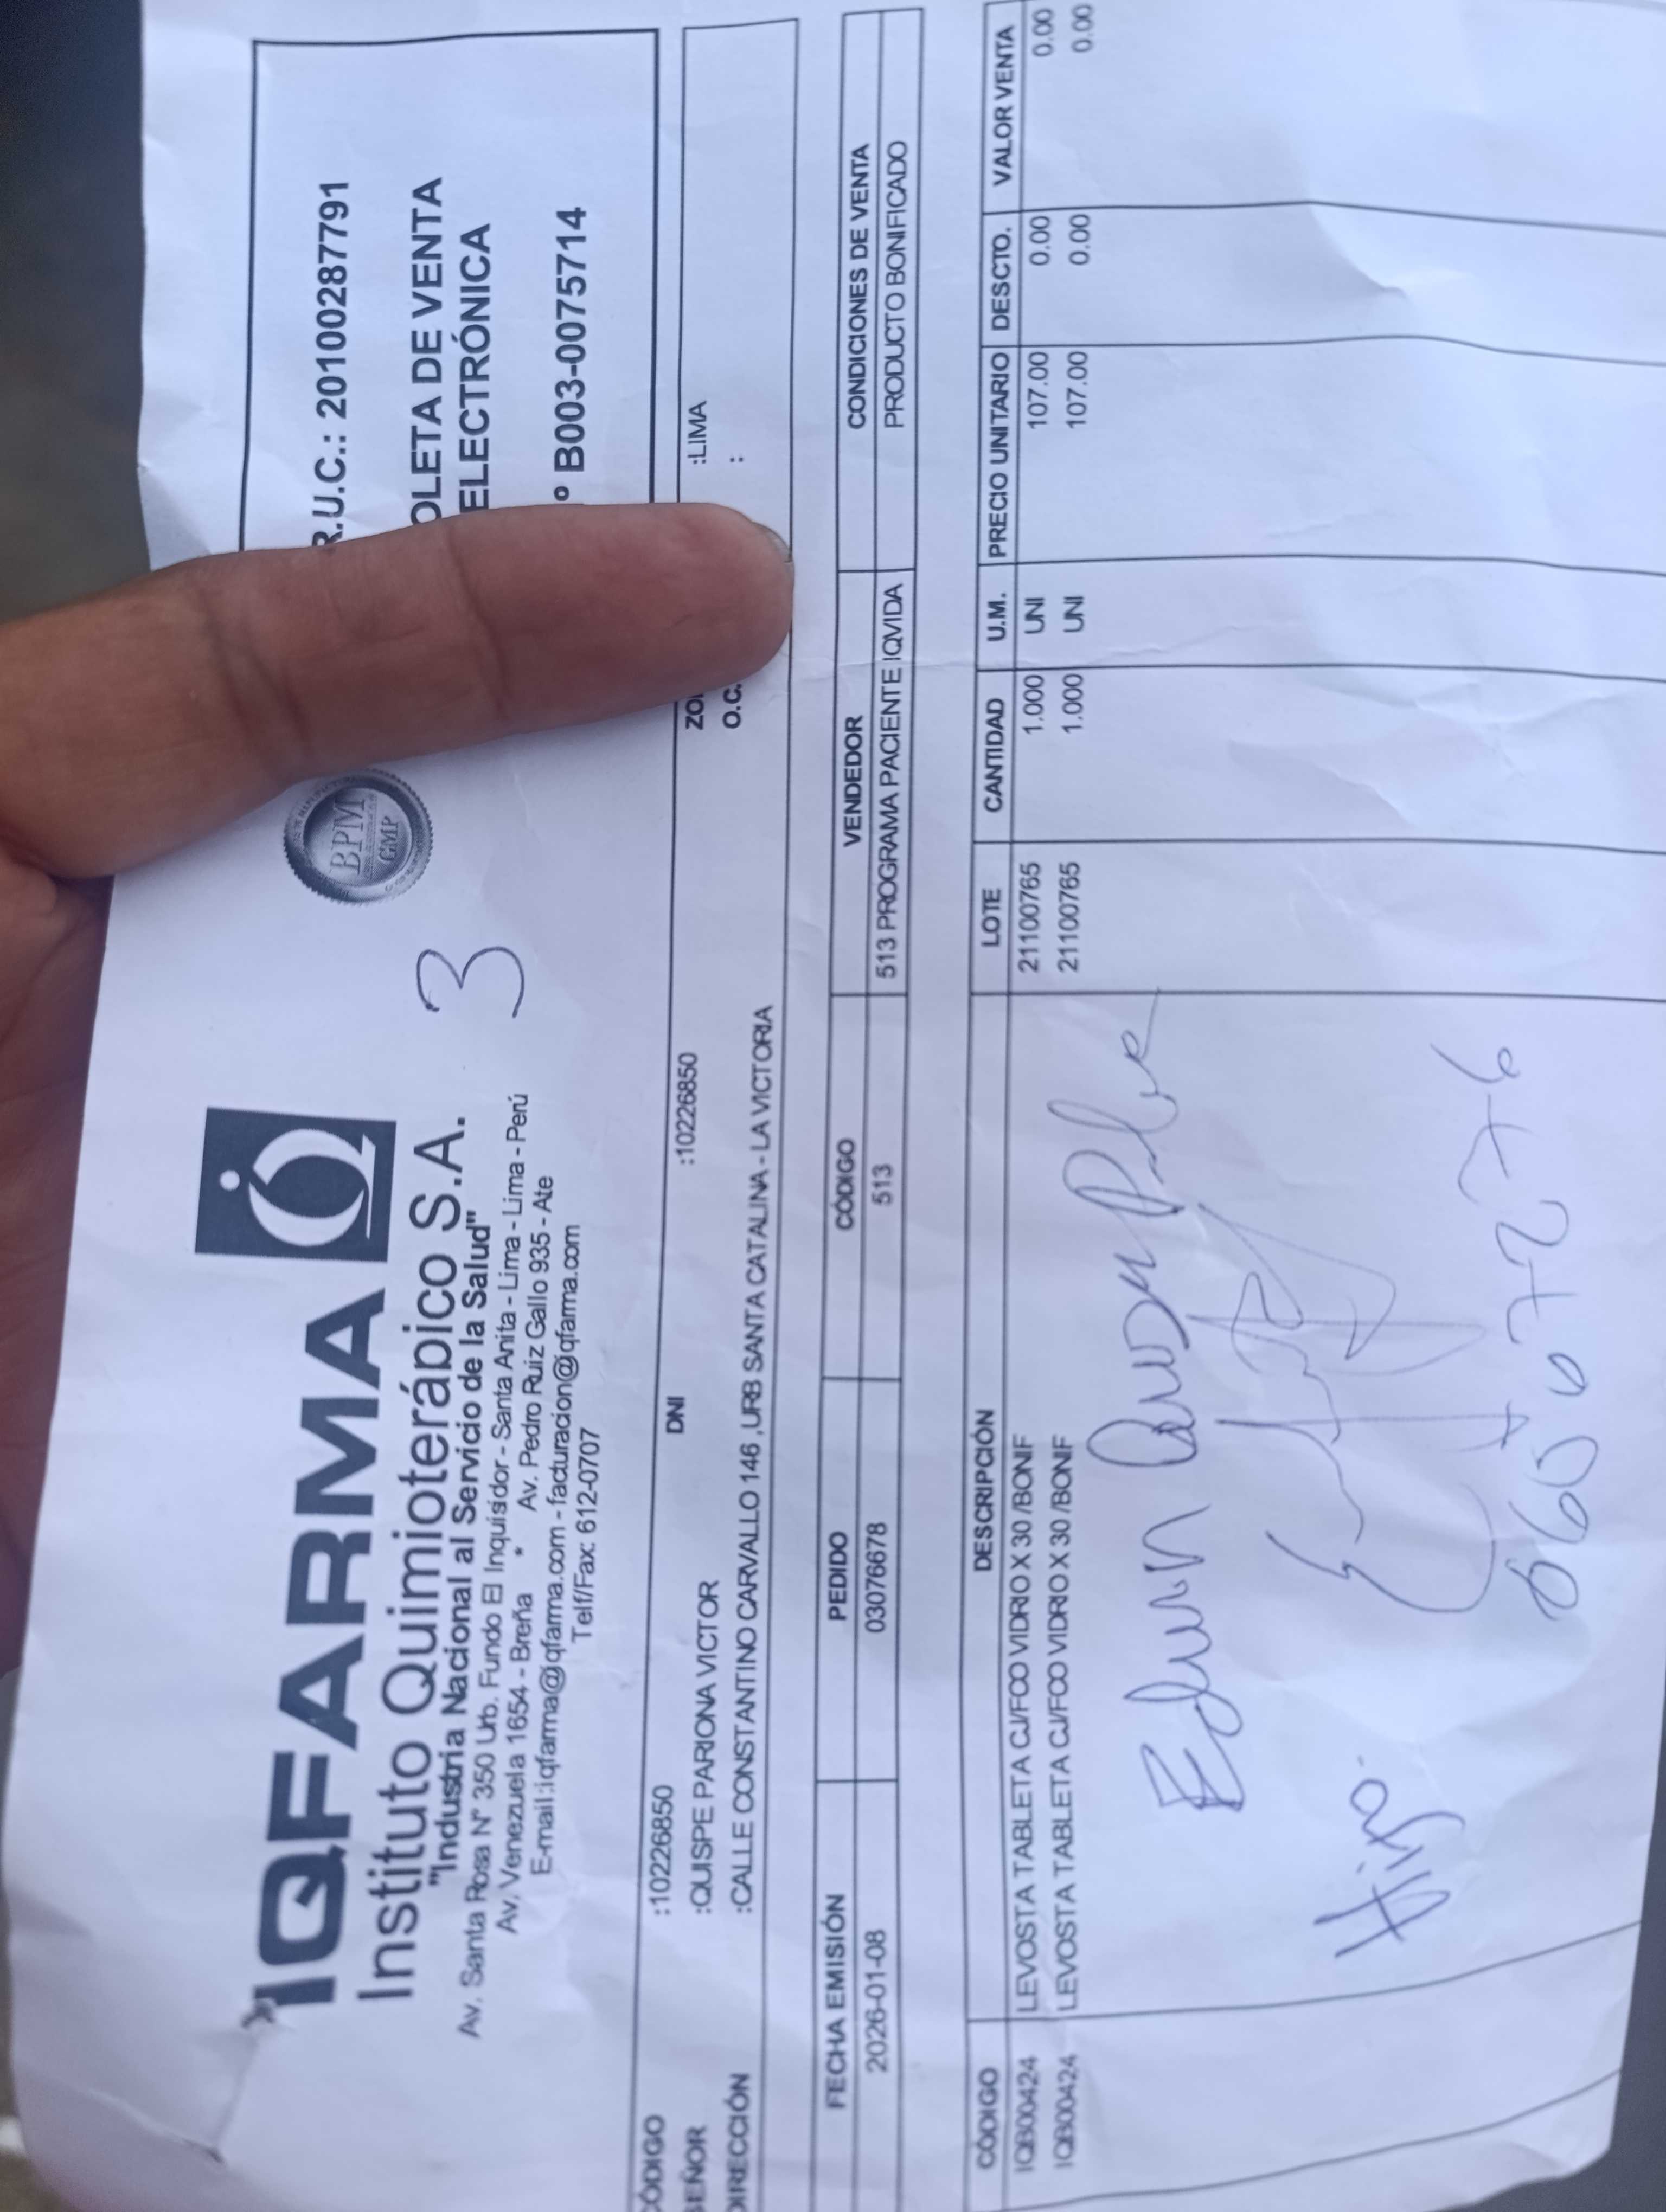 IQFARMA
Instituto Quimioterápico S.A.
"Industria Nacional al Servicio de la Salud"
Av. Santa Rosa N° 350 Urb. Fundo El Inquisidor - Santa Anita - Lima - Lima - Perú
Av. Venezuela 1654 - Breña * Av. Pedro Ruiz Gallo 935 - Ate
E-mail:iqfarma@iqfarma.com - facturacion@iqfarma.com
Telf/Fax: 612-0707
3
BPM
GMP
R.U.C.: 20100287791
OLETA DE VENTA
ELECTRÓNICA
° B003-0075714
CÓDIGO :10226850 DNI :10226850 ZO :LIMA
SEÑOR :QUISPE PARIONA VICTOR O.C. :
DIRECCIÓN :CALLE CONSTANTINO CARVALLO 146 ,URB SANTA CATALINA - LA VICTORIA
FECHA EMISIÓN PEDIDO CÓDIGO VENDEDOR CONDICIONES DE VENTA
2026-01-08 03076678 513 513 PROGRAMA PACIENTE IQVIDA PRODUCTO BONIFICADO
CÓDIGO DESCRIPCIÓN LOTE CANTIDAD U.M. PRECIO UNITARIO DESCTO. VALOR VENTA
IQB00424 LEVOSTA TABLETA CJ/FCO VIDRIO X 30 /BONIF 21100765 1.000 UNI 107.00 0.00 0.00
IQB00424 LEVOSTA TABLETA CJ/FCO VIDRIO X 30 /BONIF 21100765 1.000 UNI 107.00 0.00 0.00
Edwin
Hijo.